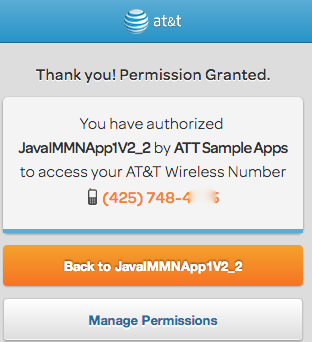 at&t
Thank you! Permission Granted.
You have authorized
JavaIMMNApp1V2_2 by ATT Sample Apps
to access your AT&T Wireless Number
(425) 748-4
Back to JavaIMMNApp1V2_2
Manage Permissions